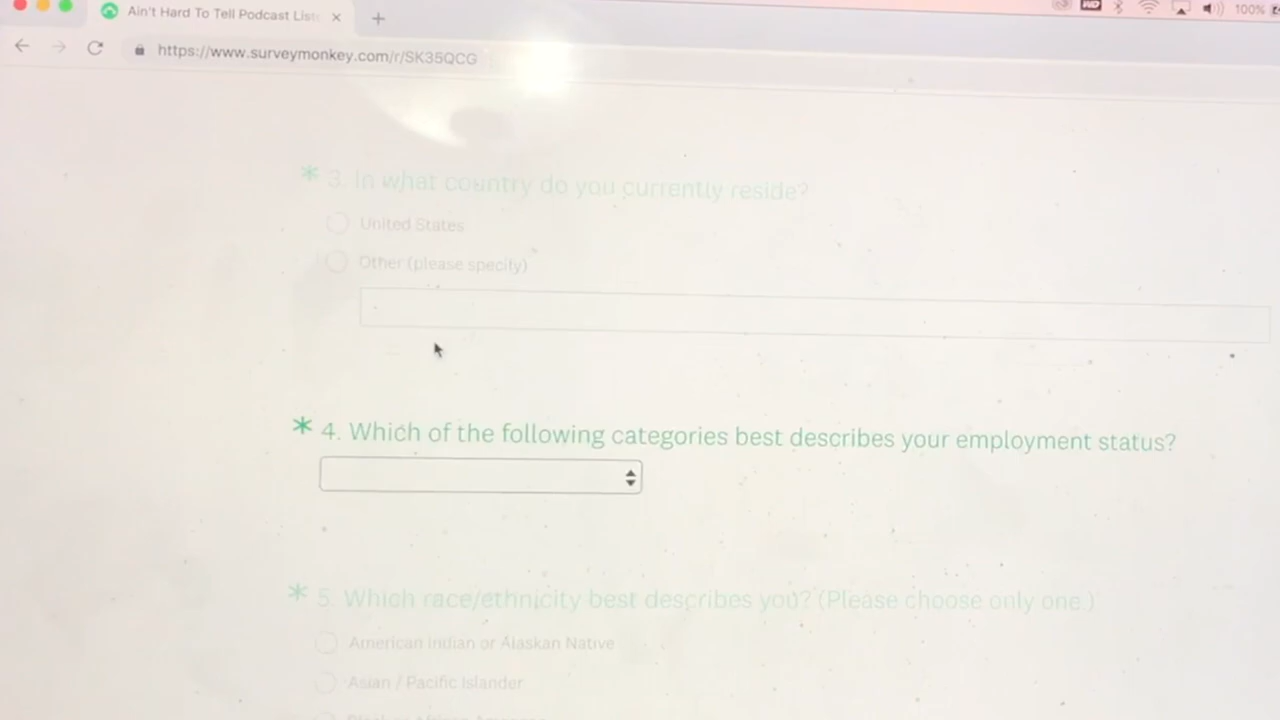 Ain't Hard To Tell Podcast List
100%
https://www.surveymonkey.com/r/SK35QCG
* 3. In what country do you currently reside?
United States
Other (please specify)
* 4. Which of the following categories best describes your employment status?
* 5. Which race/ethnicity best describes you? (Please choose only one.)
American Indian or Alaskan Native
Asian / Pacific Islander